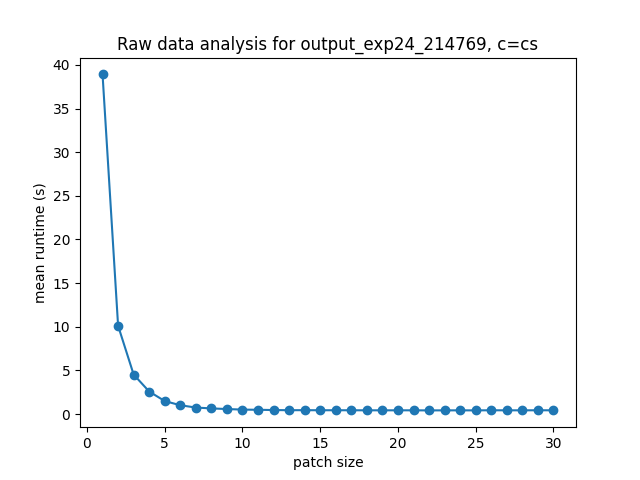 Raw data analysis for output_exp24_214769, c=cs
40
35
30
25
20
15
10
5
0
mean runtime (s)
0 5 10 15 20 25 30
patch size